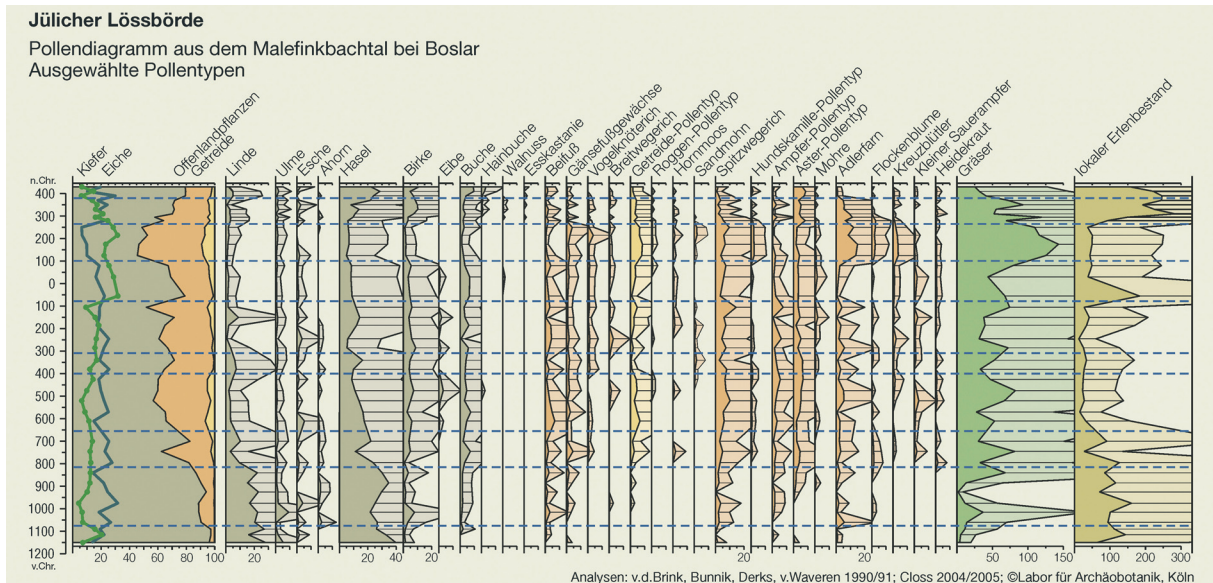 Jülicher Lössbörde
Pollendiagramm aus dem Malefinkbachtal bei Boslar
Ausgewählte Pollentypen
Kiefer
Eiche
Offenlandpflanzen
Getreide
Linde
Ulme
Esche
Ahorn
Hasel
Birke
Eibe
Buche
Hainbuche
Walnuss
Esskastanie
Beifuß
Gänsefußgewächse
Vogelknöterich
Breitwegerich
Getreide-Pollentyp
Roggen-Pollentyp
Hornmoos
Sandmohn
Spitzwegerich
Hundskamille-Pollentyp
Ampfer-Pollentyp
Aster-Pollentyp
Möhre
Adlerfarn
Flockenblume
Kreuzblütler
Kleiner Sauerampfer
Heidekraut
Gräser
lokaler Erlenbestand
n.Chr.
400
300
200
100
0
100
200
300
400
500
600
700
800
900
1000
1100
1200
v.Chr.
20 40 60 80 100 20 20 40 20 20 20 50 100 150 100 200 300
Analysen: v.d.Brink, Bunnik, Derks, v.Waveren 1990/91; Closs 2004/2005; ©Labor für Archäobotanik, Köln